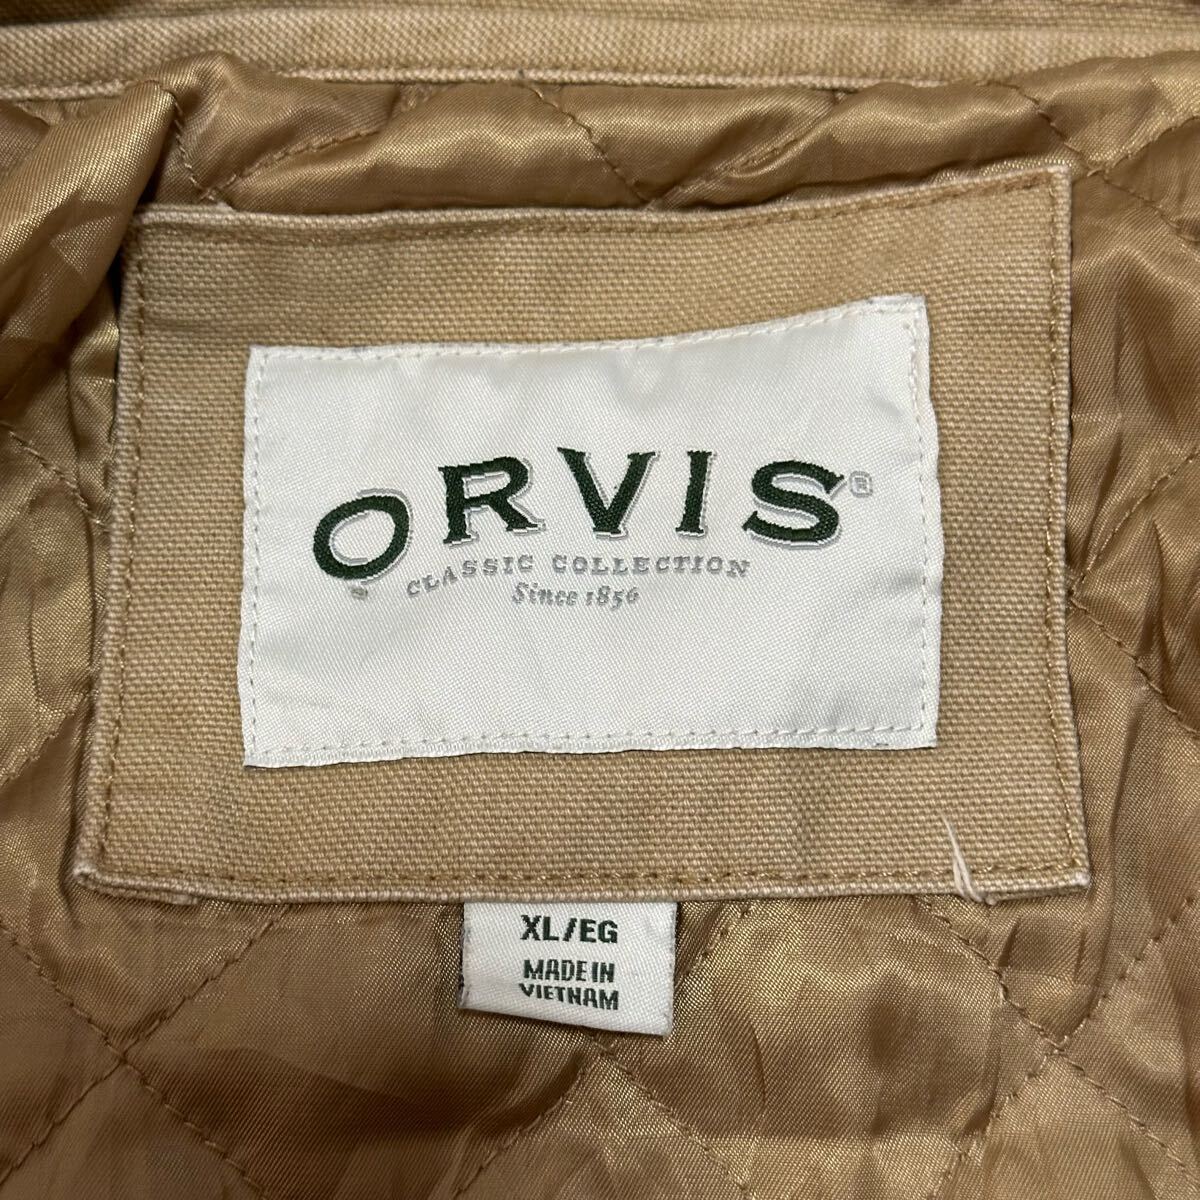 ORVIS®
CLASSIC COLLECTION
Since 1856
XL/EG
MADE IN
VIETNAM